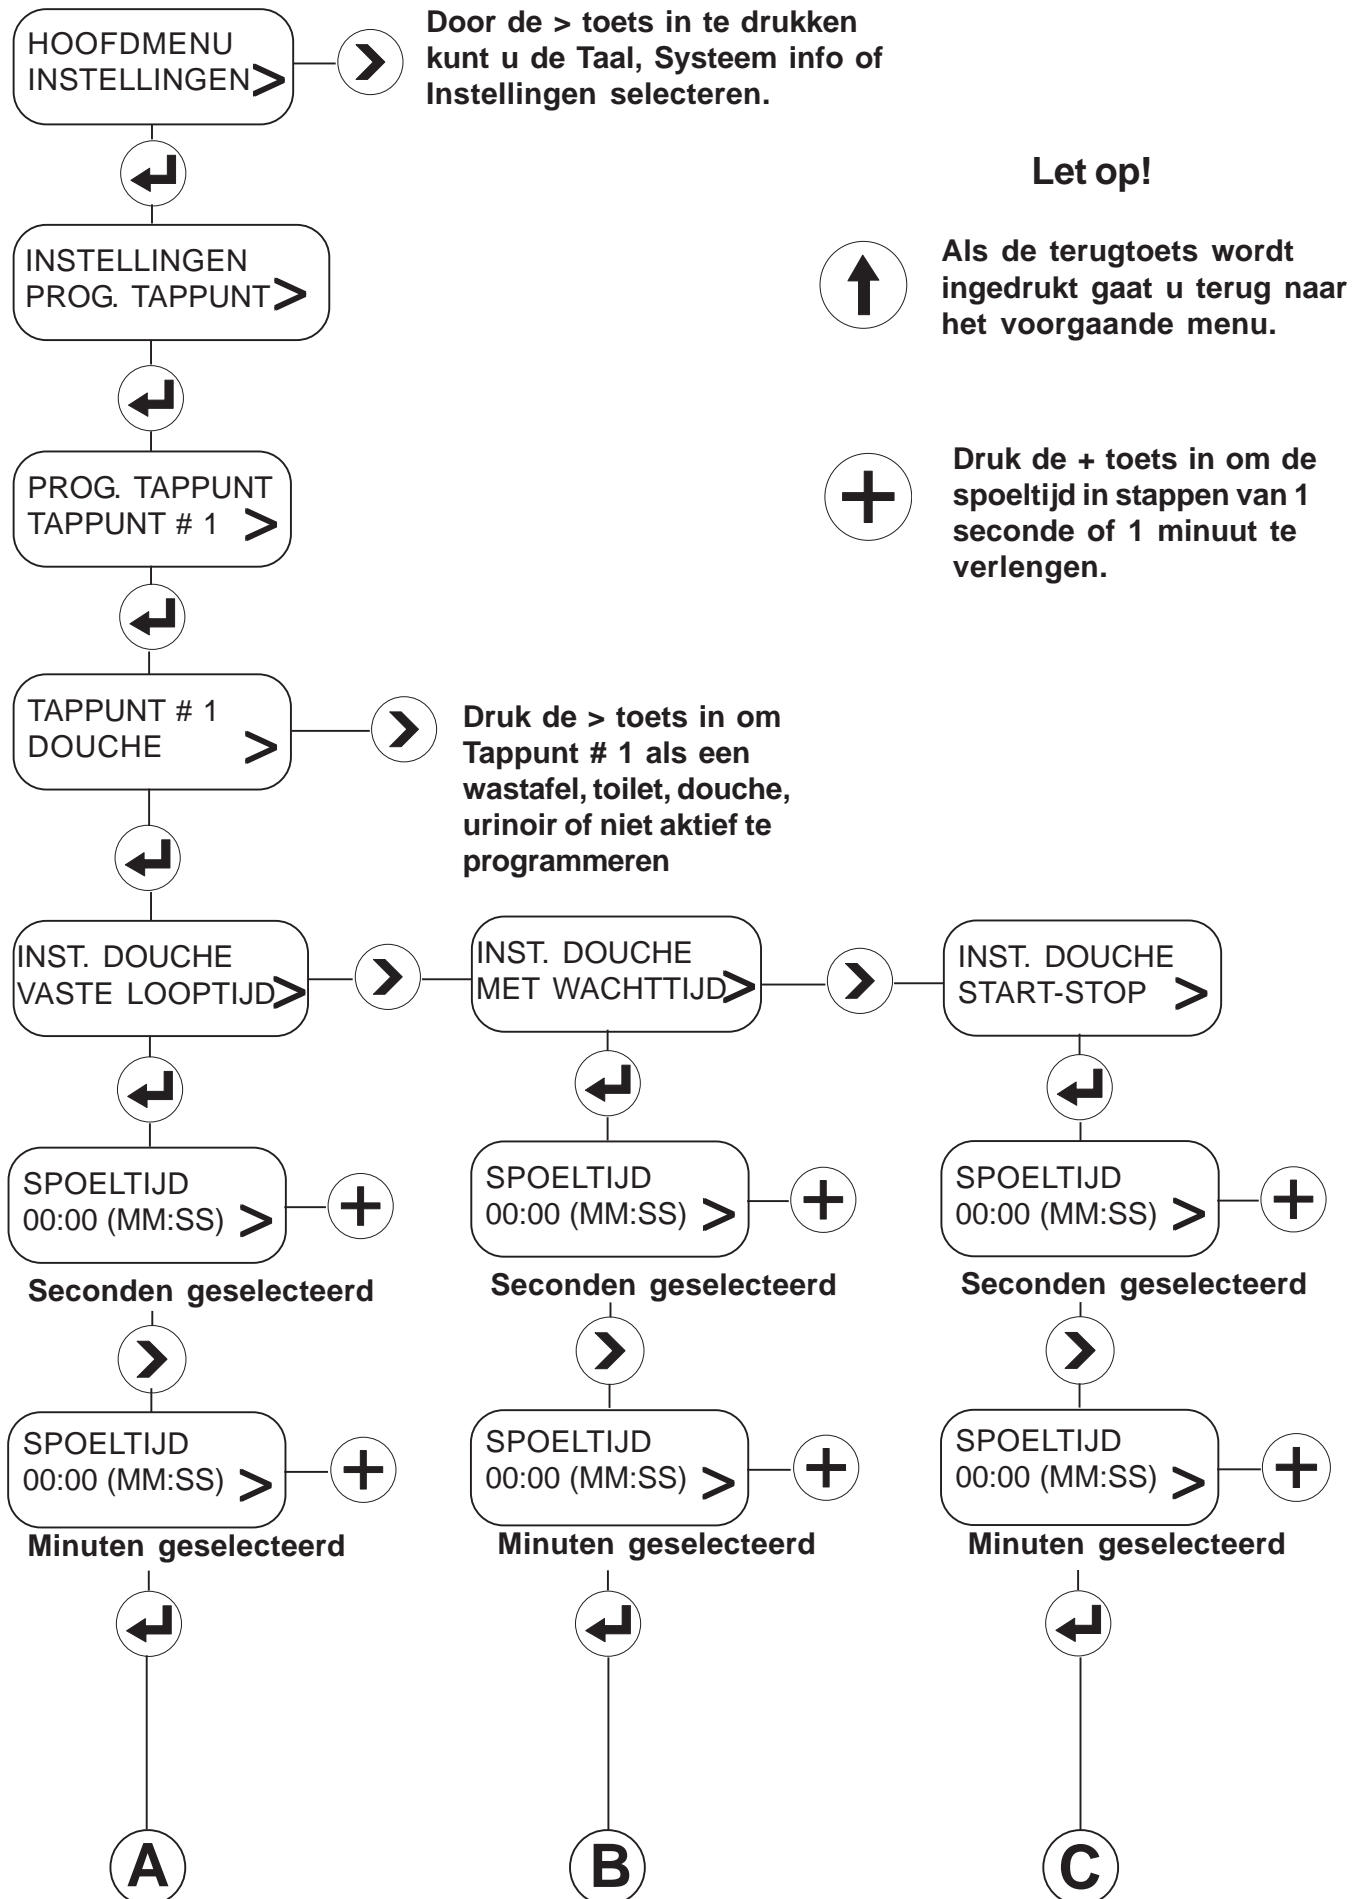 HOOFDMENU
INSTELLINGEN >
Door de > toets in te drukken
kunt u de Taal, Systeem info of
Instellingen selecteren.
Let op!
INSTELLINGEN
PROG. TAPPUNT >
Als de terugtoets wordt
ingedrukt gaat u terug naar
het voorgaande menu.
PROG. TAPPUNT
TAPPUNT # 1 >
Druk de + toets in om de
spoeltijd in stappen van 1
seconde of 1 minuut te
verlengen.
TAPPUNT # 1
DOUCHE >
Druk de > toets in om
Tappunt # 1 als een
wastafel, toilet, douche,
urinoir of niet aktief te
programmeren
INST. DOUCHE
VASTE LOOPTIJD >
INST. DOUCHE
MET WACHTTIJD >
INST. DOUCHE
START-STOP >
SPOELTIJD
00:00 (MM:SS) >
SPOELTIJD
00:00 (MM:SS) >
SPOELTIJD
00:00 (MM:SS) >
Seconden geselecteerd
Seconden geselecteerd
Seconden geselecteerd
SPOELTIJD
00:00 (MM:SS) >
SPOELTIJD
00:00 (MM:SS) >
SPOELTIJD
00:00 (MM:SS) >
Minuten geselecteerd
Minuten geselecteerd
Minuten geselecteerd
A
B
C